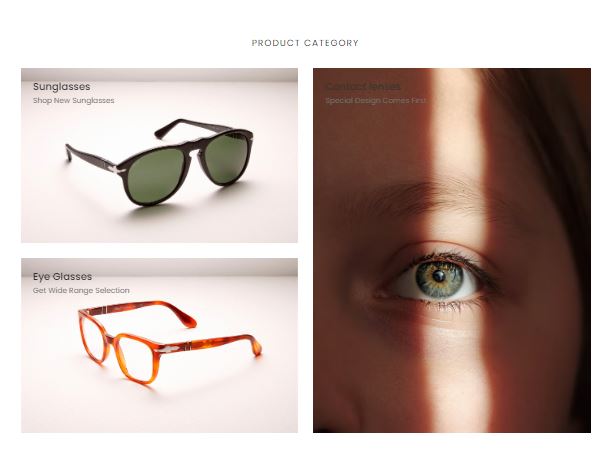 PRODUCT CATEGORY
Sunglasses
Shop New Sunglasses
Contact lenses
Special Design Comes First
Eye Glasses
Get Wide Range Selection